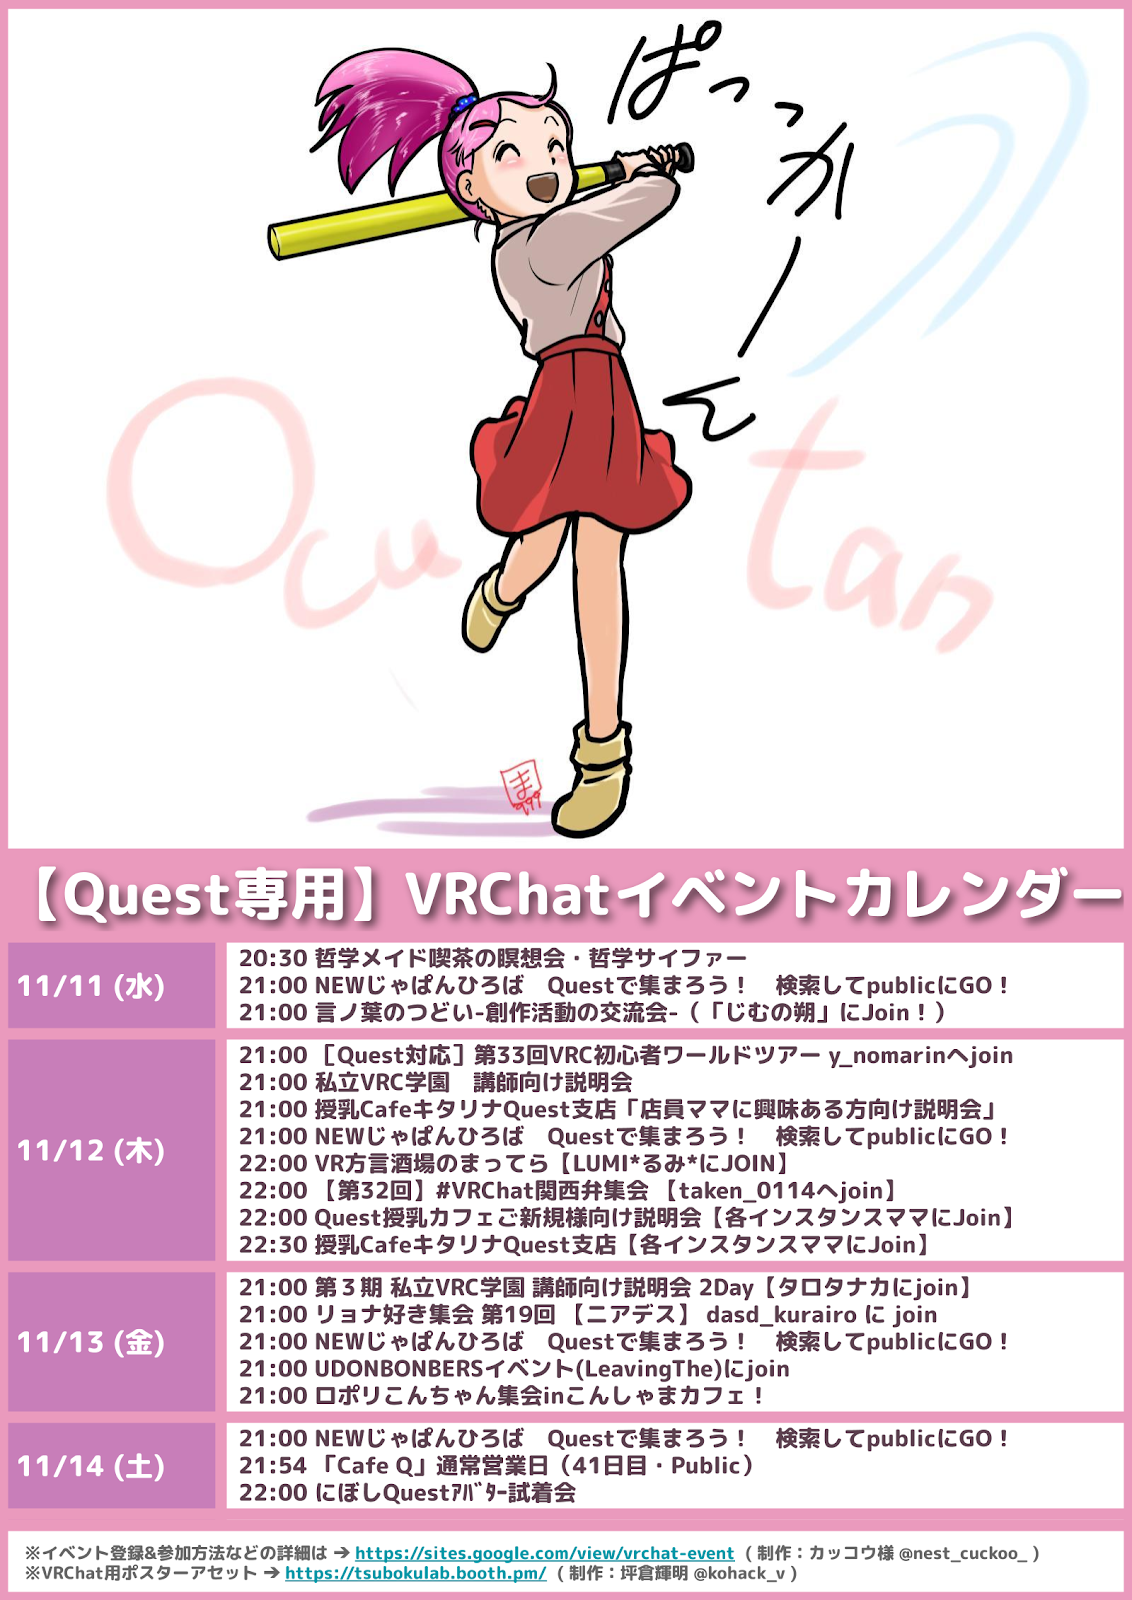 ぱっっかーん
Ocu tan
ま
999
【Quest専用】VRChatイベントカレンダー
11/11 (水)
20:30 哲学メイド喫茶の瞑想会・哲学サイファー
21:00 NEWじゃぱんひろば　Questで集まろう！　検索してpublicにGO！
21:00 言ノ葉のつどい-創作活動の交流会-（「じむの朔」にJoin！）
11/12 (木)
21:00 ［Quest対応］第33回VRC初心者ワールドツアー y_nomarinへjoin
21:00 私立VRC学園　講師向け説明会
21:00 授乳CafeキタリナQuest支店「店員ママに興味ある方向け説明会」
21:00 NEWじゃぱんひろば　Questで集まろう！　検索してpublicにGO！
22:00 VR方言酒場のまってら【LUMI*るみ*にJOIN】
22:00 【第32回】#VRChat関西弁集会 【taken_0114へjoin】
22:00 Quest授乳カフェご新規様向け説明会【各インスタンスママにJoin】
22:30 授乳CafeキタリナQuest支店【各インスタンスママにJoin】
11/13 (金)
21:00 第３期 私立VRC学園 講師向け説明会 2Day【タロタナカにjoin】
21:00 リョナ好き集会 第19回 【ニアデス】 dasd_kurairo に join
21:00 NEWじゃぱんひろば　Questで集まろう！　検索してpublicにGO！
21:00 UDONBONBERSイベント(LeavingThe)にjoin
21:00 ロポリこんちゃん集会inこんしゃまカフェ！
11/14 (土)
21:00 NEWじゃぱんひろば　Questで集まろう！　検索してpublicにGO！
21:54 「Cafe Q」通常営業日（41日目・Public）
22:00 にぼしQuestｱﾊﾞﾀｰ試着会
※イベント登録&参加方法などの詳細は ➔ https://sites.google.com/view/vrchat-event （ 制作：カッコウ様 @nest_cuckoo_ ）
※VRChat用ポスターアセット ➔ https://tsubokulab.booth.pm/ （ 制作：坪倉輝明 @kohack_v ）